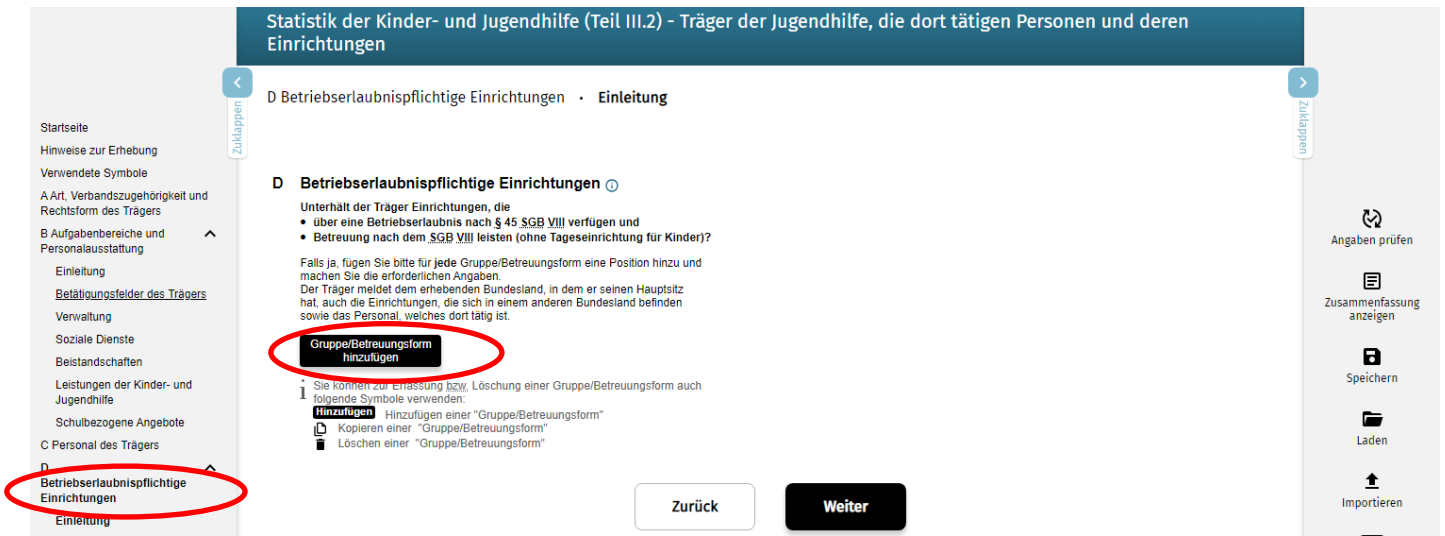 Statistik der Kinder- und Jugendhilfe (Teil III.2) - Träger der Jugendhilfe, die dort tätigen Personen und deren
Einrichtungen
Zuklappen
Startseite
Hinweise zur Erhebung
Verwendete Symbole
A Art, Verbandszugehörigkeit und
Rechtsform des Trägers
B Aufgabenbereiche und
Personalausstattung
Einleitung
Betätigungsfelder des Trägers
Verwaltung
Soziale Dienste
Beistandschaften
Leistungen der Kinder- und
Jugendhilfe
Schulbezogene Angebote
C Personal des Trägers
D
Betriebserlaubnispflichtige
Einrichtungen
Einleitung
D Betriebserlaubnispflichtige Einrichtungen · Einleitung
D Betriebserlaubnispflichtige Einrichtungen
Unterhält der Träger Einrichtungen, die
• über eine Betriebserlaubnis nach § 45 SGB VIII verfügen und
• Betreuung nach dem SGB VIII leisten (ohne Tageseinrichtung für Kinder)?
Falls ja, fügen Sie bitte für jede Gruppe/Betreuungsform eine Position hinzu und
machen Sie die erforderlichen Angaben.
Der Träger meldet dem erhebenden Bundesland, in dem er seinen Hauptsitz
hat, auch die Einrichtungen, die sich in einem anderen Bundesland befinden
sowie das Personal, welches dort tätig ist.
Gruppe/Betreuungsform
hinzufügen
Sie können zur Erfassung bzw. Löschung einer Gruppe/Betreuungsform auch
folgende Symbole verwenden:
Hinzufügen Hinzufügen einer "Gruppe/Betreuungsform"
Kopieren einer "Gruppe/Betreuungsform"
Löschen einer "Gruppe/Betreuungsform"
Zurück
Weiter
Zuklappen
Angaben prüfen
Zusammenfassung
anzeigen
Speichern
Laden
Importieren